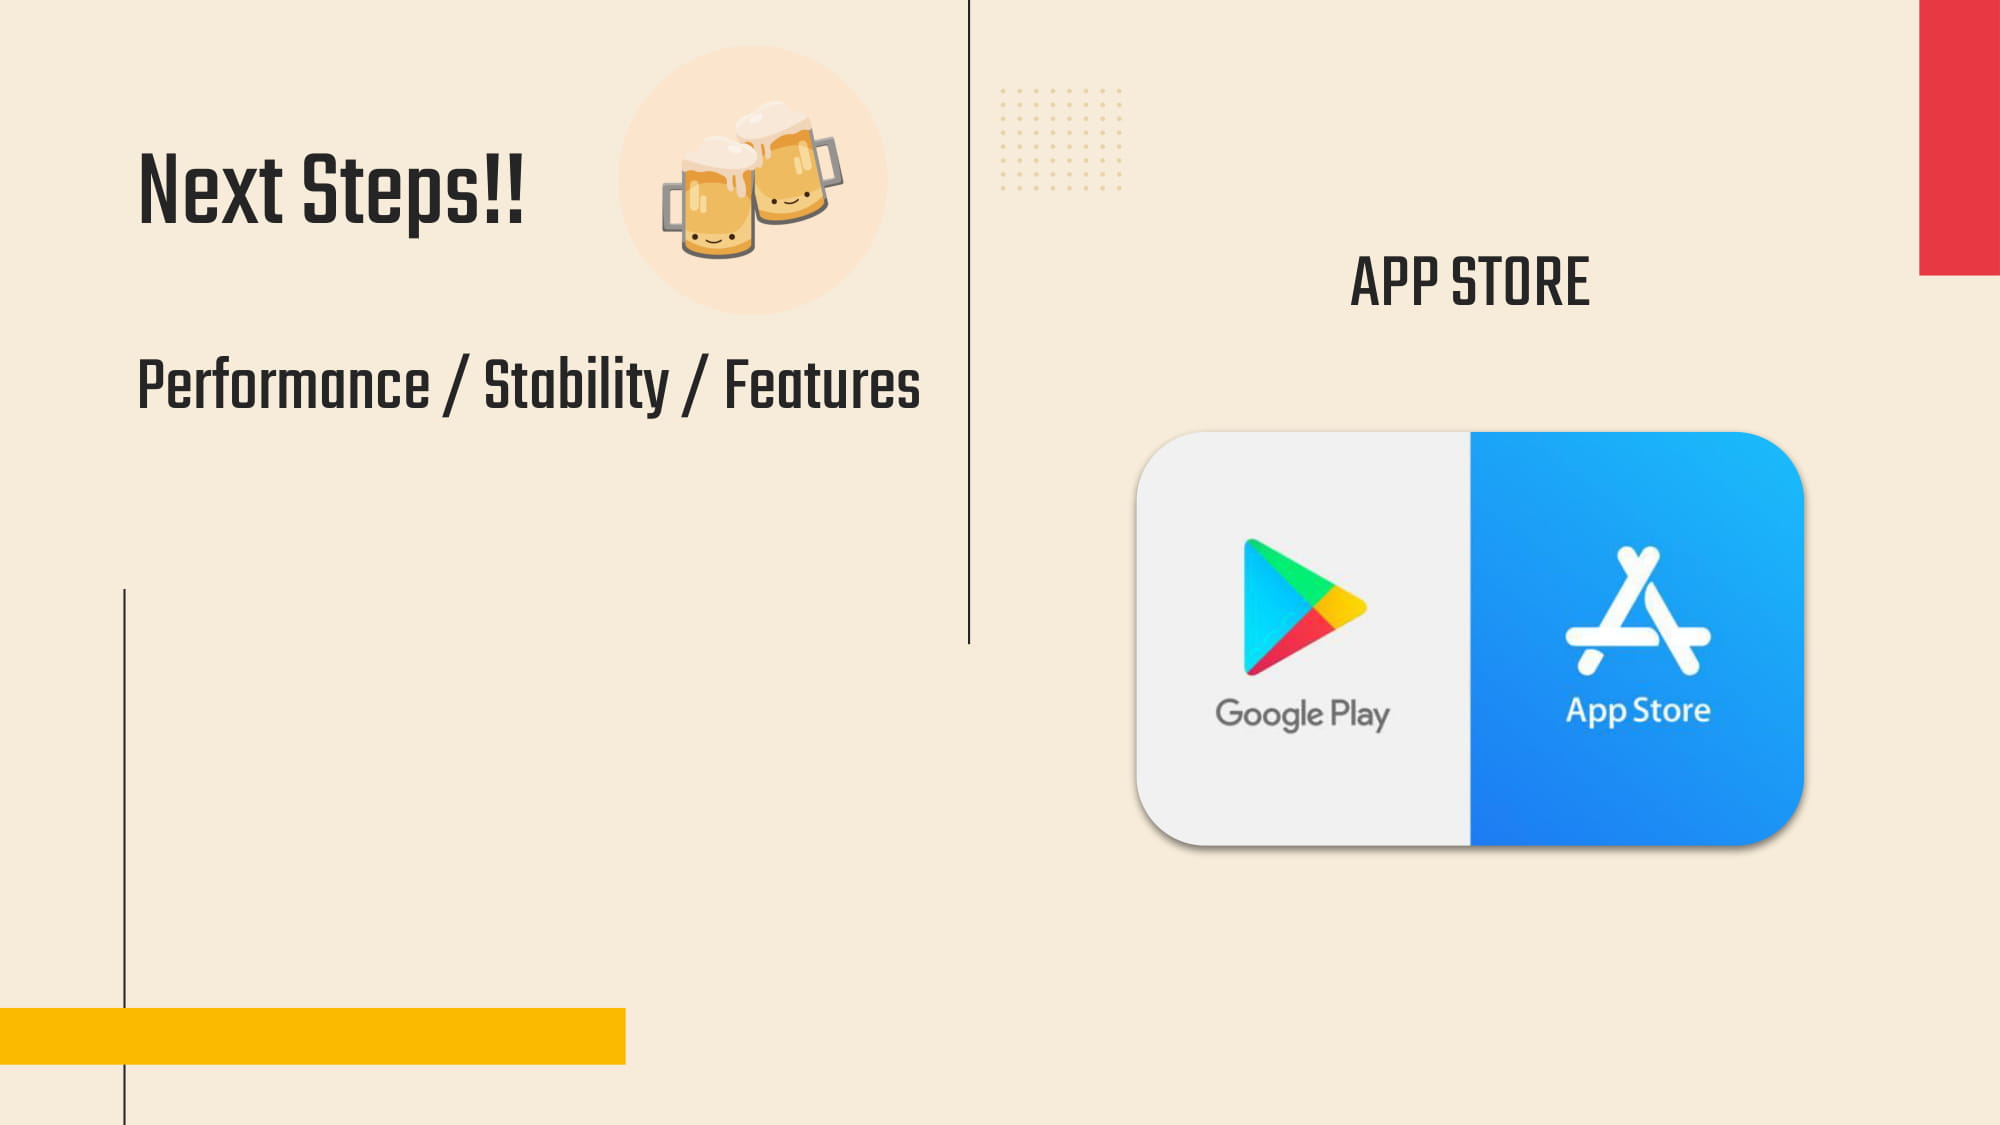 Next Steps!!
Performance / Stability / Features
APP STORE
Google Play
App Store